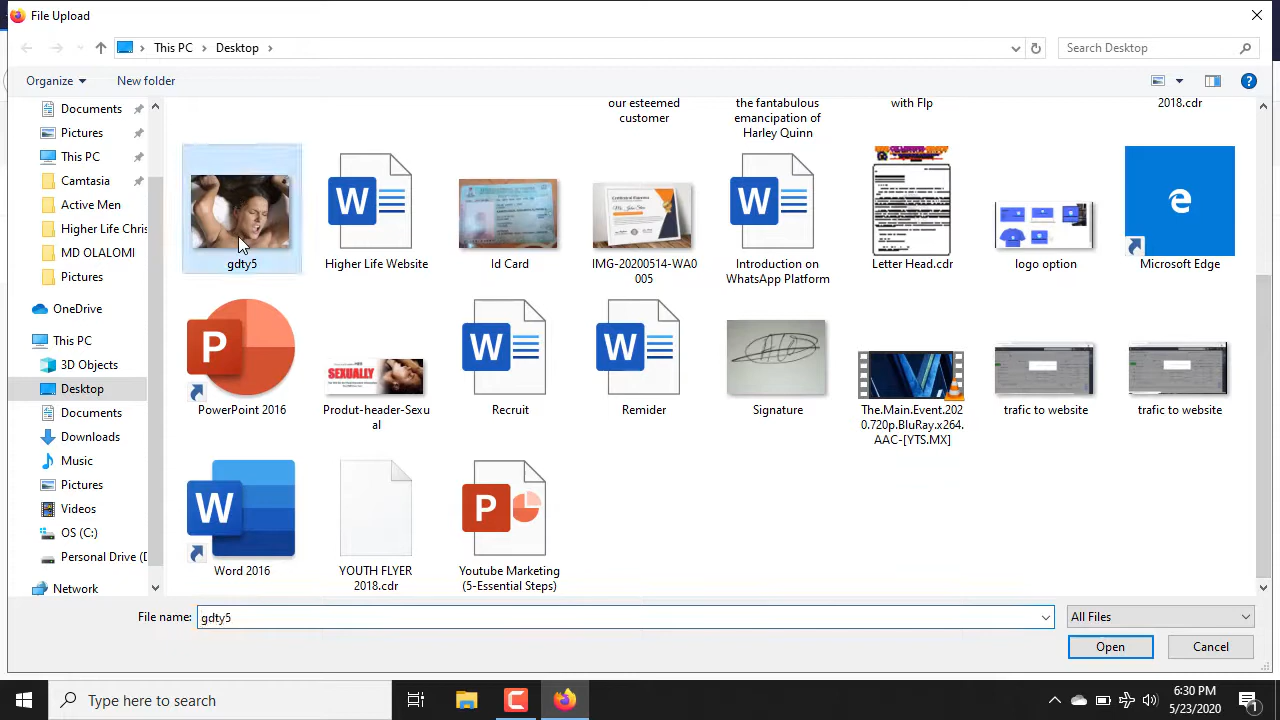 File Upload
This PC
Desktop
Search Desktop
Organize
New folder
Documents
Pictures
This PC
Camtasia
Active Men
Higher Life Chris
MD OLALOMI
Pictures
OneDrive
This PC
3D Objects
Desktop
Documents
Downloads
Music
Pictures
Videos
OS (C:)
Personal Drive (D
Network
our esteemed
customer
the fantabulous
emancipation of
Harley Quinn
with Flp
2018.cdr
gdty5
Higher Life Website
Id Card
IMG-20200514-WA0
005
Introduction on
WhatsApp Platform
Letter Head.cdr
logo option
Microsoft Edge
PowerPoint 2016
SEXUALLY
Produt-header-Sexu
al
Recruit
Remider
Signature
The.Main.Event.202
0.720p.BluRay.x264.
AAC-[YTS.MX]
trafic to website
trafic to website
Word 2016
YOUTH FLYER
2018.cdr
Youtube Marketing
(5-Essential Steps)
File name:
gdty5
All Files
Open
Cancel
Type here to search
6:30 PM
5/23/2020
1